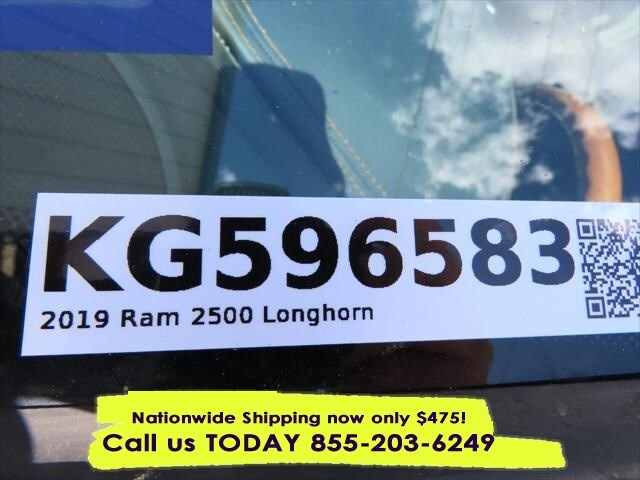 KG596583
2019 Ram 2500 Longhorn
Nationwide Shipping now only $475!
Call us TODAY 855-203-6249